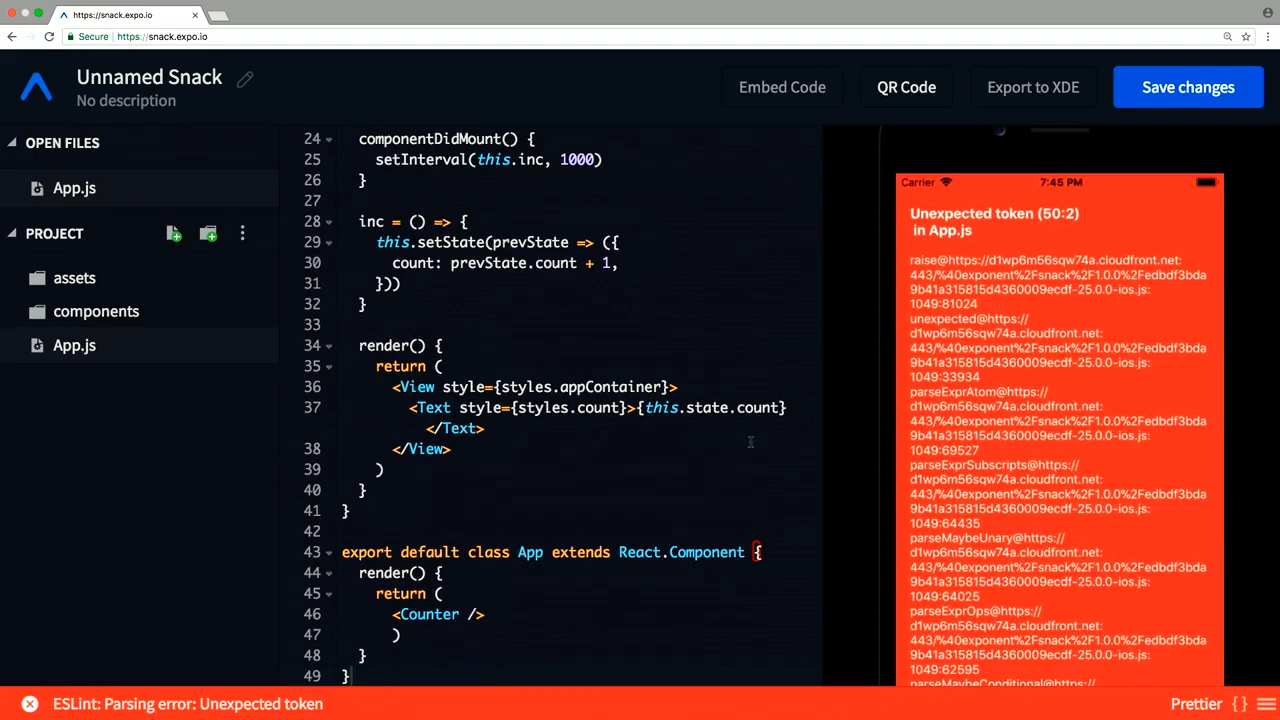 https://snack.expo.io
Secure https://snack.expo.io
Unnamed Snack
No description
Embed Code
QR Code
Export to XDE
Save changes
OPEN FILES
App.js
PROJECT
assets
components
App.js
24 componentDidMount() {
25 setInterval(this.inc, 1000)
26 }
27
28 inc = () => {
29 this.setState(prevState => ({
30 count: prevState.count + 1,
31 }))
32 }
33
34 render() {
35 return (
36 <View style={styles.appContainer}>
37 <Text style={styles.count}>{this.state.count}
</Text>
38 </View>
39 )
40 }
41 }
42
43 export default class App extends React.Component {
44 render() {
45 return (
46 <Counter />
47 )
48 }
49 }
Carrier 7:45 PM
Unexpected token (50:2)
in App.js
raise@https://d1wp6m56sqw74a.cloudfront.net:
443/%40exponent%2Fsnack%2F1.0.0%2Fedbdf3bda
9b41a315815d4360009ecdf-25.0.0-ios.js:
1049:81024
unexpected@https://
d1wp6m56sqw74a.cloudfront.net:
443/%40exponent%2Fsnack%2F1.0.0%2Fedbdf3bda
9b41a315815d4360009ecdf-25.0.0-ios.js:
1049:33934
parseExprAtom@https://
d1wp6m56sqw74a.cloudfront.net:
443/%40exponent%2Fsnack%2F1.0.0%2Fedbdf3bda
9b41a315815d4360009ecdf-25.0.0-ios.js:
1049:69527
parseExprSubscripts@https://
d1wp6m56sqw74a.cloudfront.net:
443/%40exponent%2Fsnack%2F1.0.0%2Fedbdf3bda
9b41a315815d4360009ecdf-25.0.0-ios.js:
1049:64435
parseMaybeUnary@https://
d1wp6m56sqw74a.cloudfront.net:
443/%40exponent%2Fsnack%2F1.0.0%2Fedbdf3bda
9b41a315815d4360009ecdf-25.0.0-ios.js:
1049:64025
parseExprOps@https://
d1wp6m56sqw74a.cloudfront.net:
443/%40exponent%2Fsnack%2F1.0.0%2Fedbdf3bda
9b41a315815d4360009ecdf-25.0.0-ios.js:
1049:62595
parseMaybeConditional@https://
ESLint: Parsing error: Unexpected token
Prettier {}